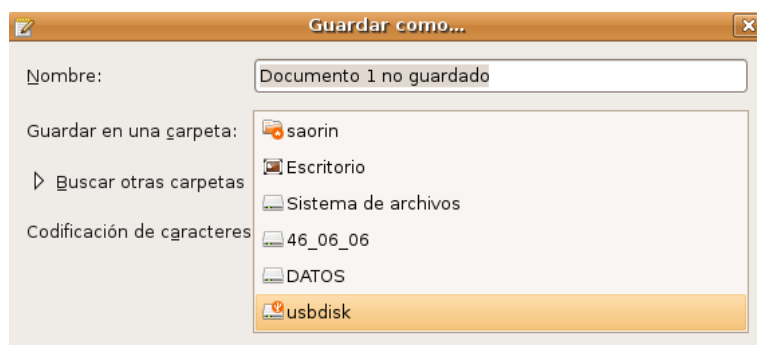 Guardar como...
Nombre:
Documento 1 no guardado
Guardar en una carpeta:
saorin
Escritorio
Buscar otras carpetas
Sistema de archivos
Codificación de caracteres
46_06_06
DATOS
usbdisk